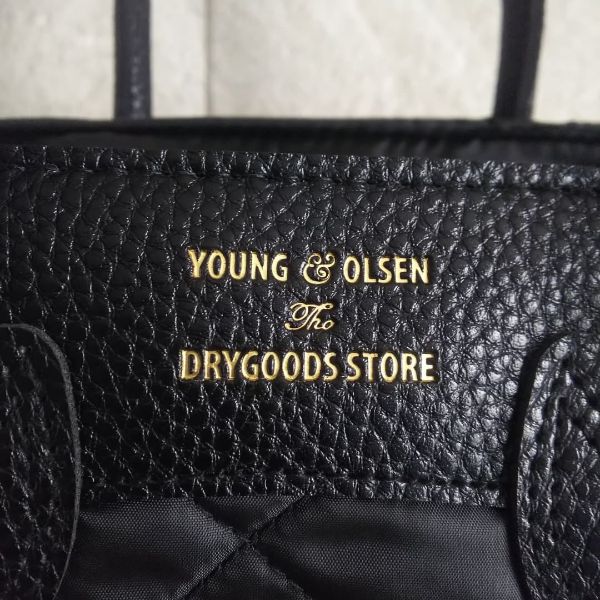 YOUNG & OLSEN
The
DRYGOODS STORE